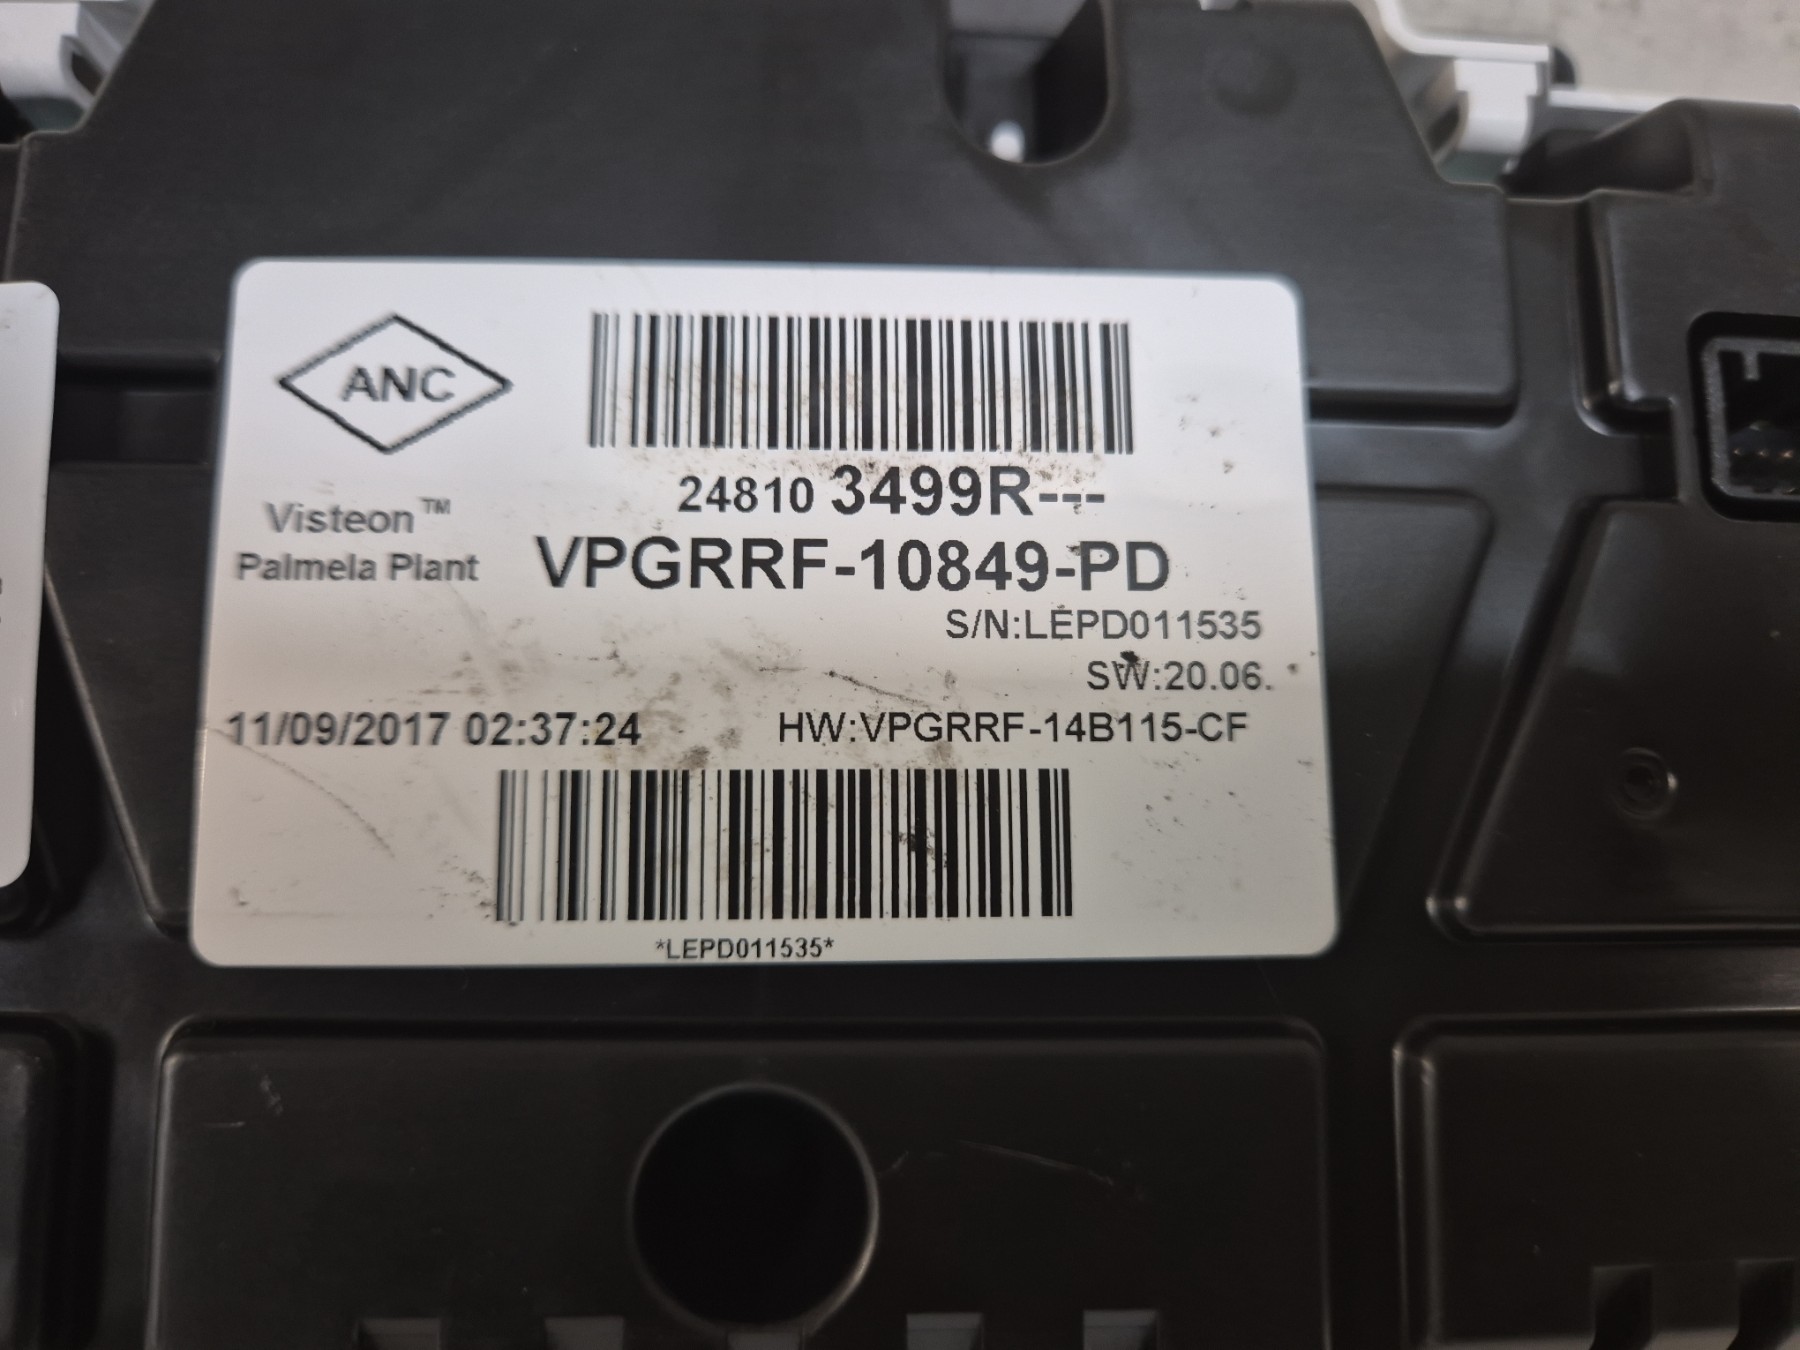 ANC
24810 3499R---
Visteon™
Palmela Plant
VPGRRF-10849-PD
S/N:LEPD011535
SW:20.06.
11/09/2017 02:37:24
HW:VPGRRF-14B115-CF
*LEPD011535*